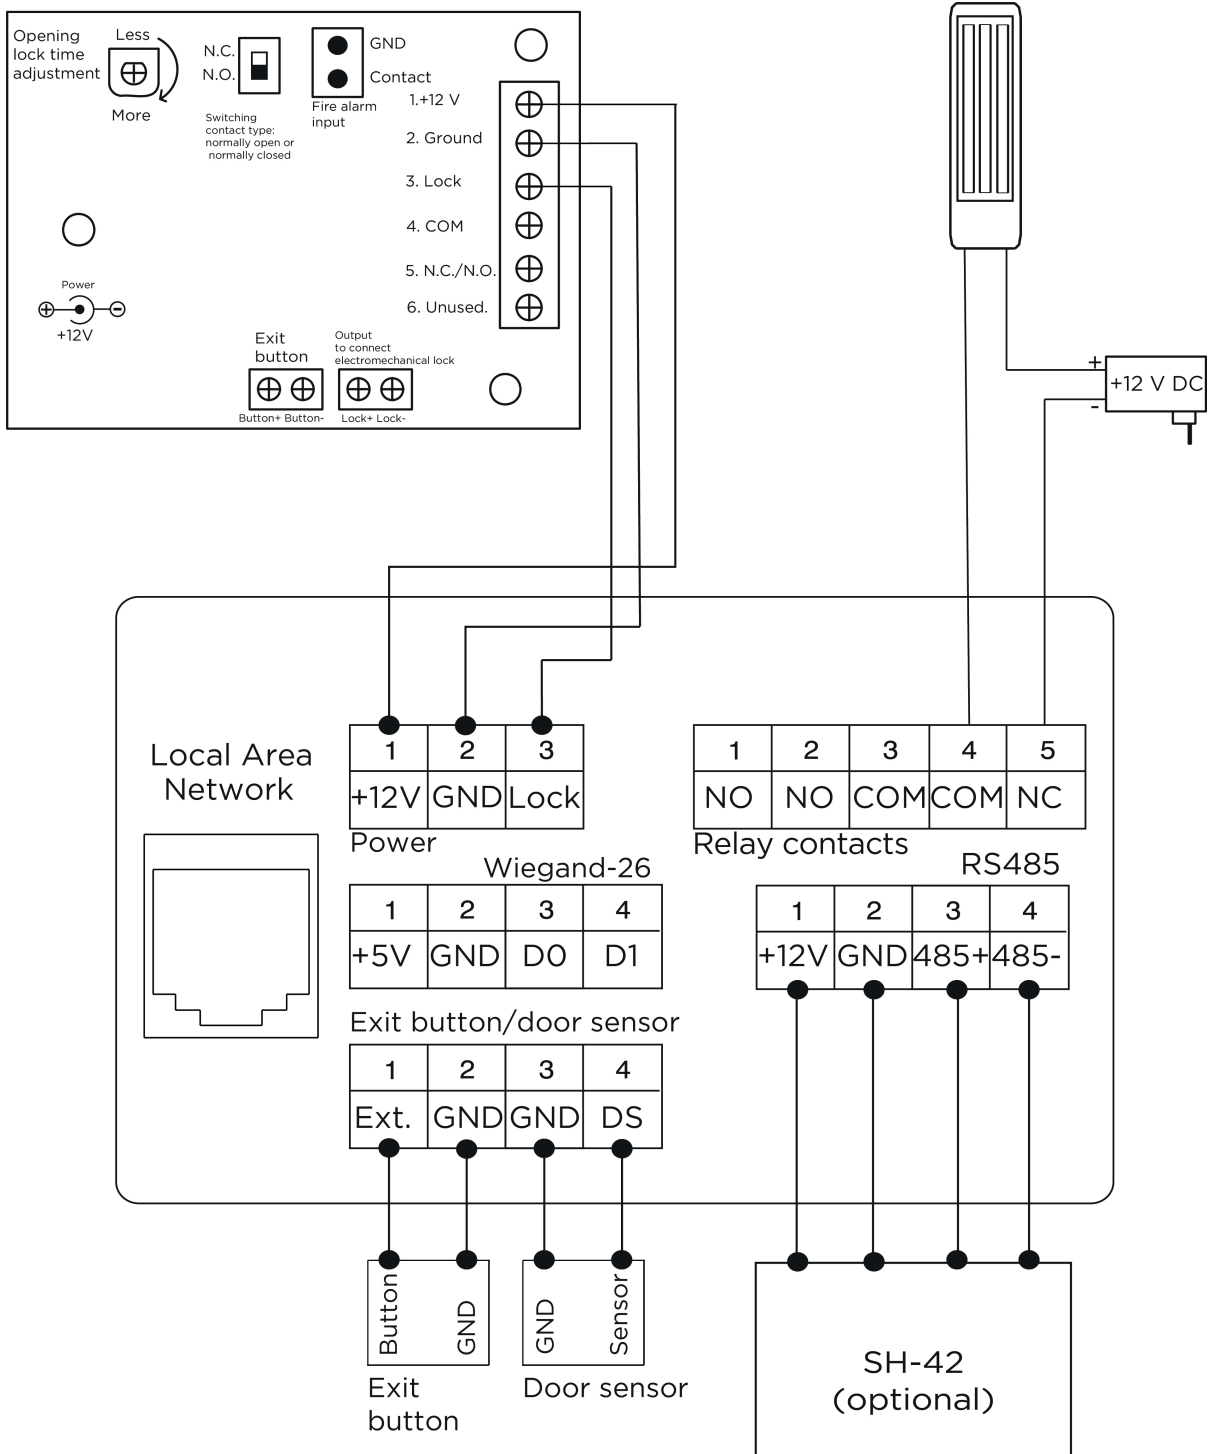 Opening
lock time
adjustment
Less
More
N.C.
N.O.
Switching
contact type:
normally open or
normally closed
GND
Contact
Fire alarm
input
1.+12 V
2. Ground
3. Lock
4. COM
5. N.C./N.O.
6. Unused.
Power
+12V
Exit
button
Button+ Button-
Output
to connect
electromechanical lock
Lock+ Lock-
+
+12 V DC
-
Local Area
Network
1 2 3
+12V GND Lock
Power
1 2 3 4 5
NO NO COM COM NC
Relay contacts
Wiegand-26
1 2 3 4
+5V GND D0 D1
RS485
1 2 3 4
+12V GND 485+ 485-
Exit button/door sensor
1 2 3 4
Ext. GND GND DS
Button
GND
Exit
button
GND
Sensor
Door sensor
SH-42
(optional)